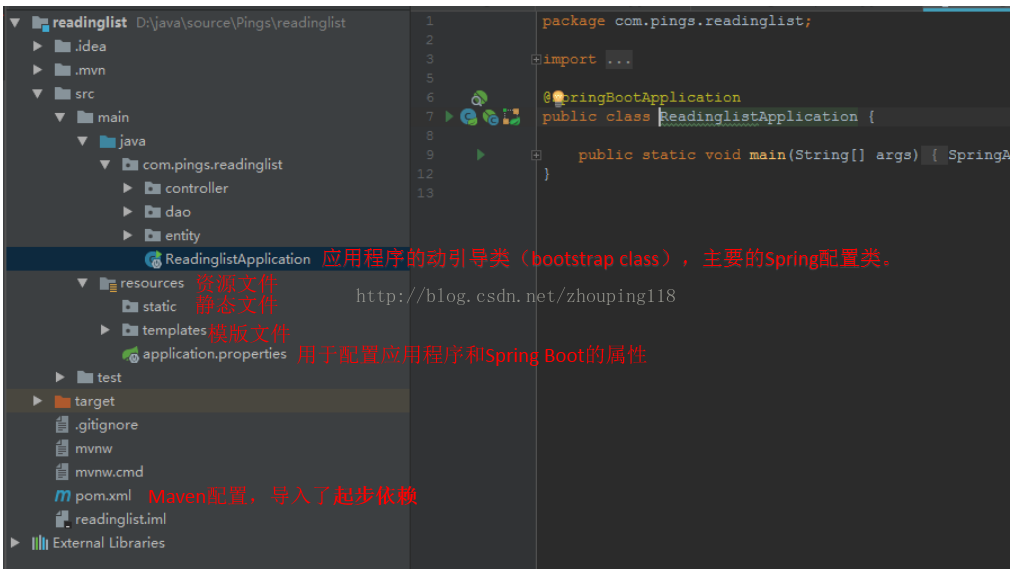 readinglist D:\java\source\Pings\readinglist
.idea
.mvn
src
main
java
com.pings.readinglist
controller
dao
entity
ReadinglistApplication 应用程序的动引导类（bootstrap class），主要的Spring配置类。
resources 资源文件
static 静态文件
templates 模版文件
application.properties 用于配置应用程序和Spring Boot的属性
test
target
.gitignore
mvnw
mvnw.cmd
pom.xml Maven配置，导入了起步依赖
readinglist.iml
External Libraries
1 package com.pings.readinglist;
2
3 import ...
5
6 @SpringBootApplication
7 public class ReadinglistApplication {
8
9 public static void main(String[] args) { SpringA
12 }
13
http://blog.csdn.net/zhouping118